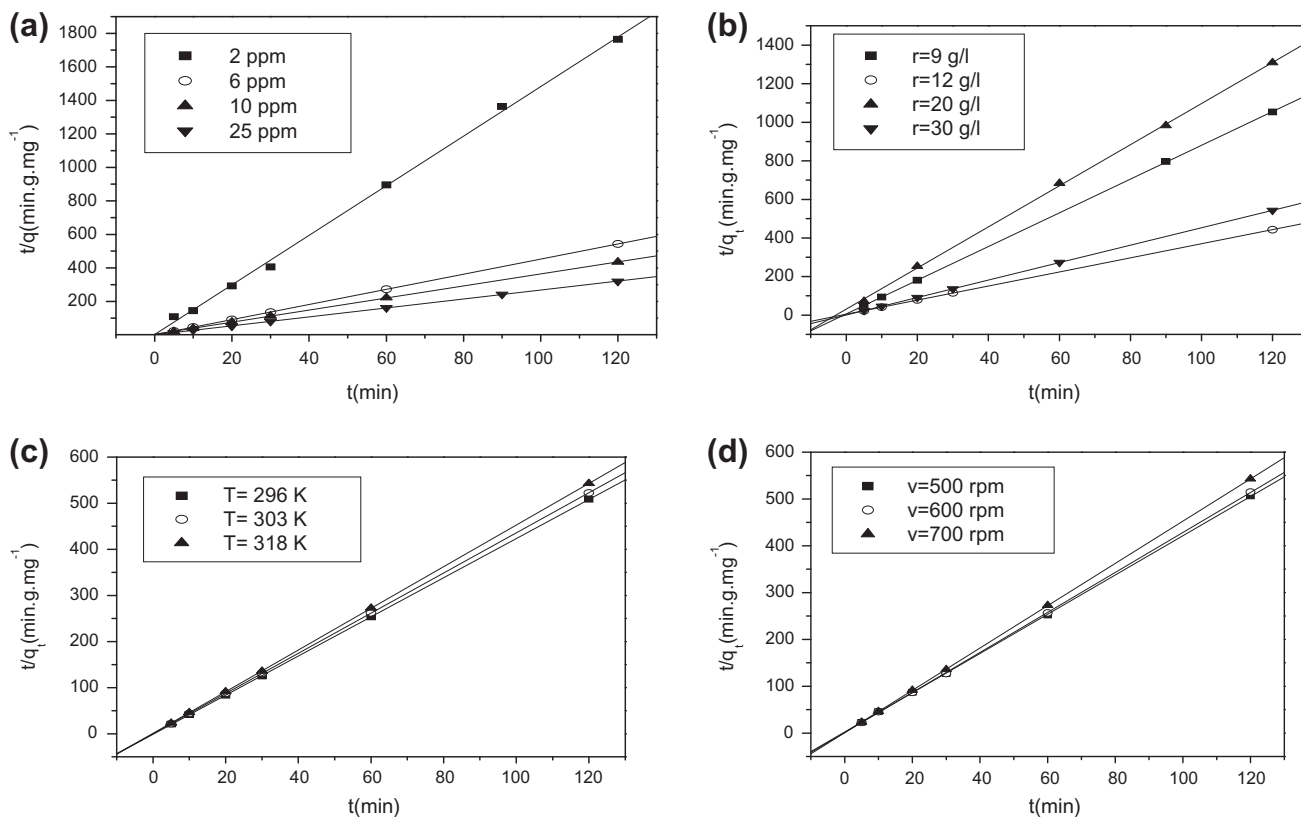 (a)
1800
1600
1400
1200
1000
800
600
400
200
0 20 40 60 80 100 120
t/q(min.g.mg-1)
t(min)
2 ppm
6 ppm
10 ppm
25 ppm
(b)
1400
1200
1000
800
600
400
200
0
0 20 40 60 80 100 120
t/qt(min.g.mg-1)
t(min)
r=9 g/l
r=12 g/l
r=20 g/l
r=30 g/l
(c)
600
500
400
300
200
100
0
0 20 40 60 80 100 120
t/qt(min.g.mg-1)
t(min)
T= 296 K
T= 303 K
T= 318 K
(d)
600
500
400
300
200
100
0
0 20 40 60 80 100 120
t/qt(min.g.mg-1)
t(min)
v=500 rpm
v=600 rpm
v=700 rpm